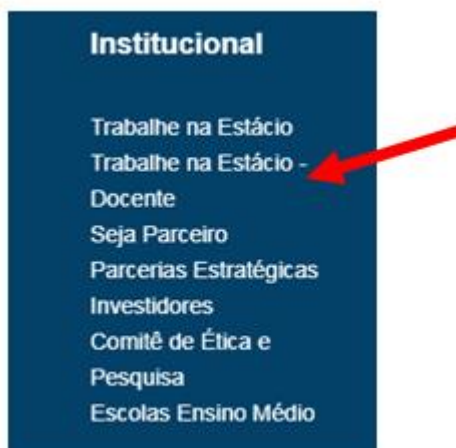 Institucional
Trabalhe na Estácio
Trabalhe na Estácio -
Docente
Seja Parceiro
Parcerias Estratégicas
Investidores
Comitê de Ética e
Pesquisa
Escolas Ensino Médio